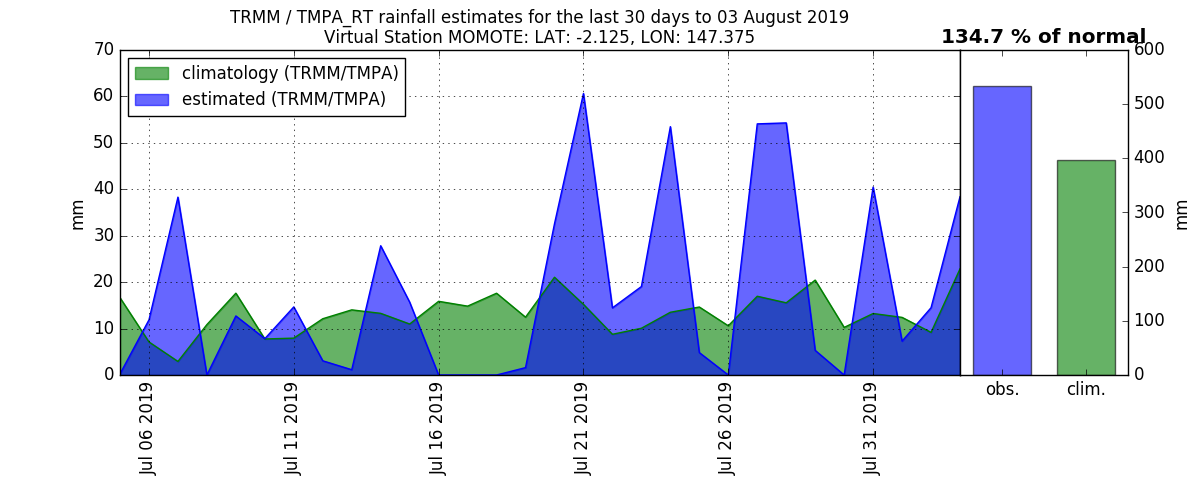 TRMM / TMPA_RT rainfall estimates for the last 30 days to 03 August 2019
Virtual Station MOMOTE: LAT: -2.125, LON: 147.375
134.7 % of normal
climatology (TRMM/TMPA)
estimated (TRMM/TMPA)
70
60
50
40
30
20
10
0
mm
Jul 06 2019
Jul 11 2019
Jul 16 2019
Jul 21 2019
Jul 26 2019
Jul 31 2019
600
500
400
300
200
100
0
mm
obs.
clim.